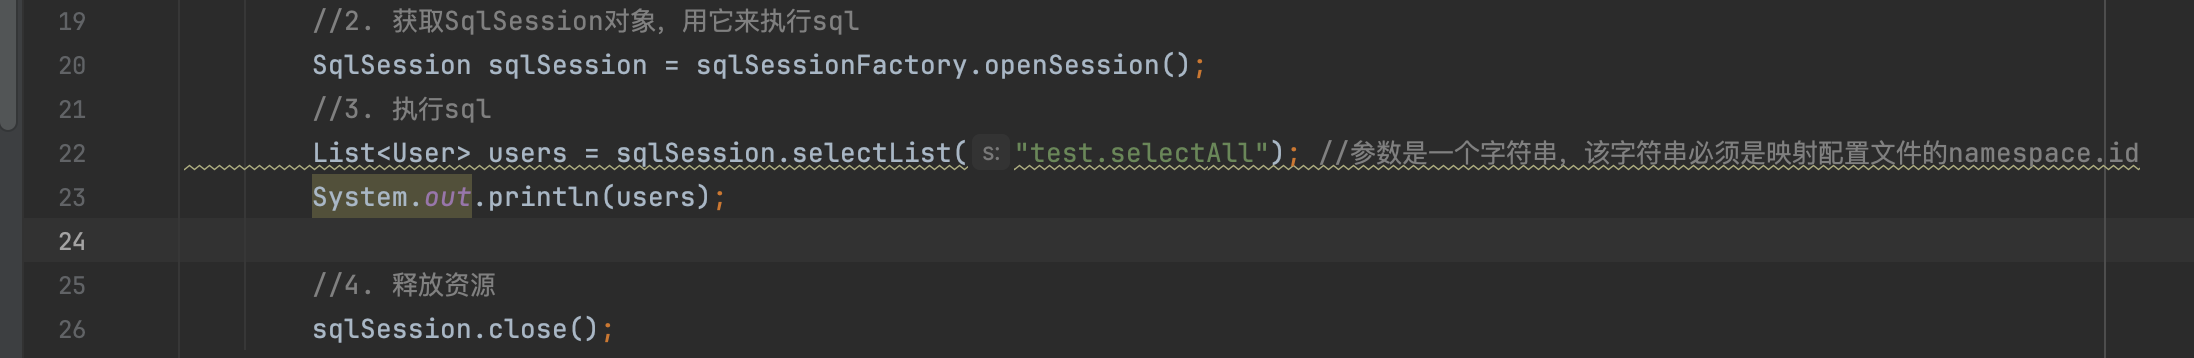 19 //2. 获取SqlSession对象，用它来执行sql
20 SqlSession sqlSession = sqlSessionFactory.openSession();
21 //3. 执行sql
22 List<User> users = sqlSession.selectList( s: "test.selectAll"); //参数是一个字符串，该字符串必须是映射配置文件的namespace.id
23 System.out.println(users);
24
25 //4. 释放资源
26 sqlSession.close();